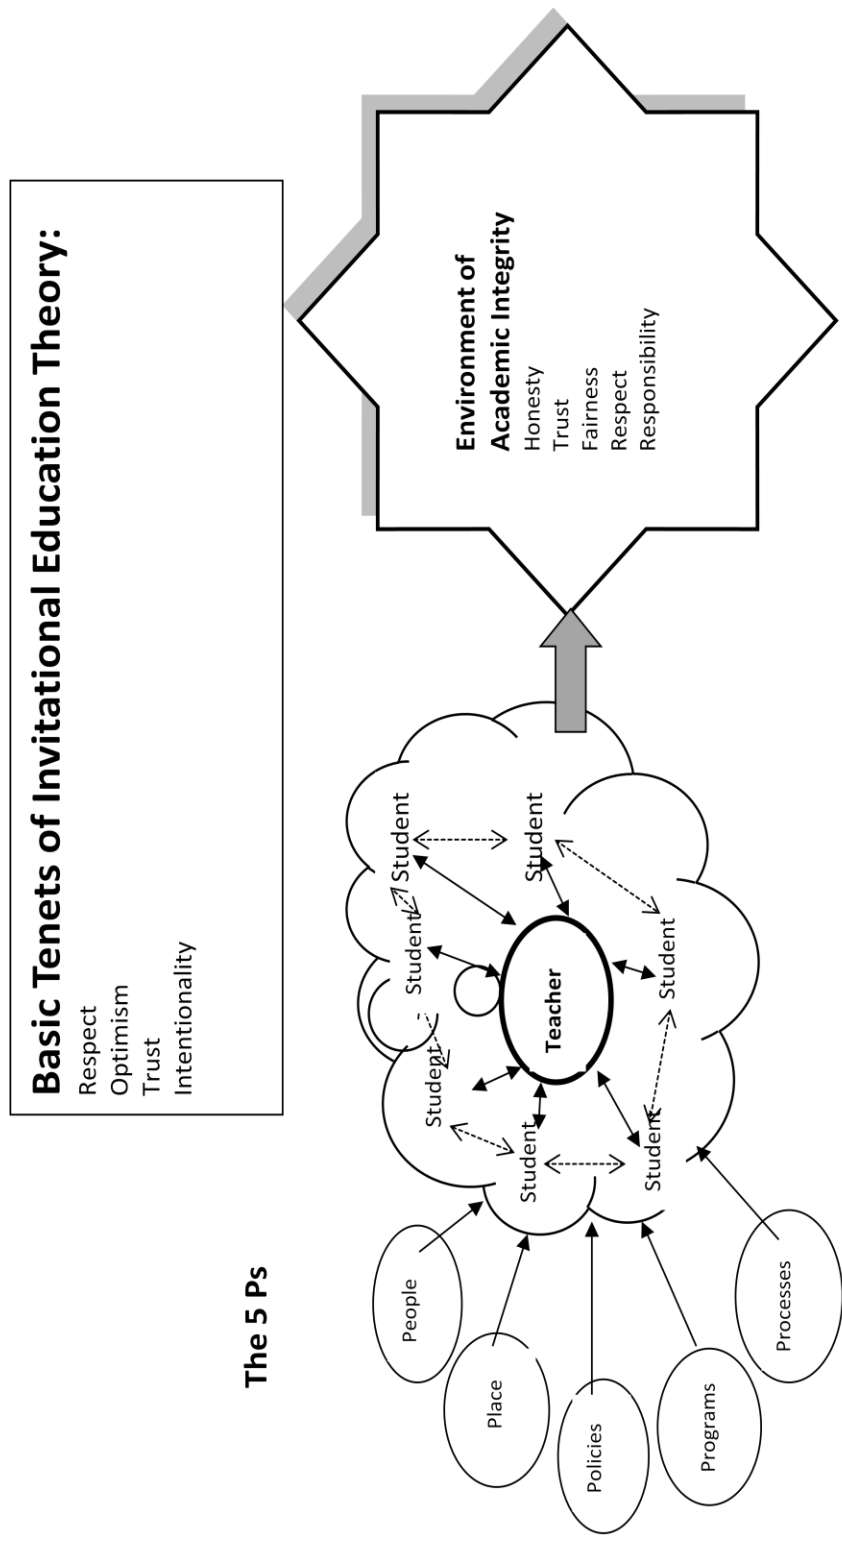 Basic Tenets of Invitational Education Theory:
Respect
Optimism
Trust
Intentionality
The 5 Ps
People
Place
Policies
Programs
Processes
Student
Student
Student
Student
Student
Student
Student
Teacher
Environment of
Academic Integrity
Honesty
Trust
Fairness
Respect
Responsibility